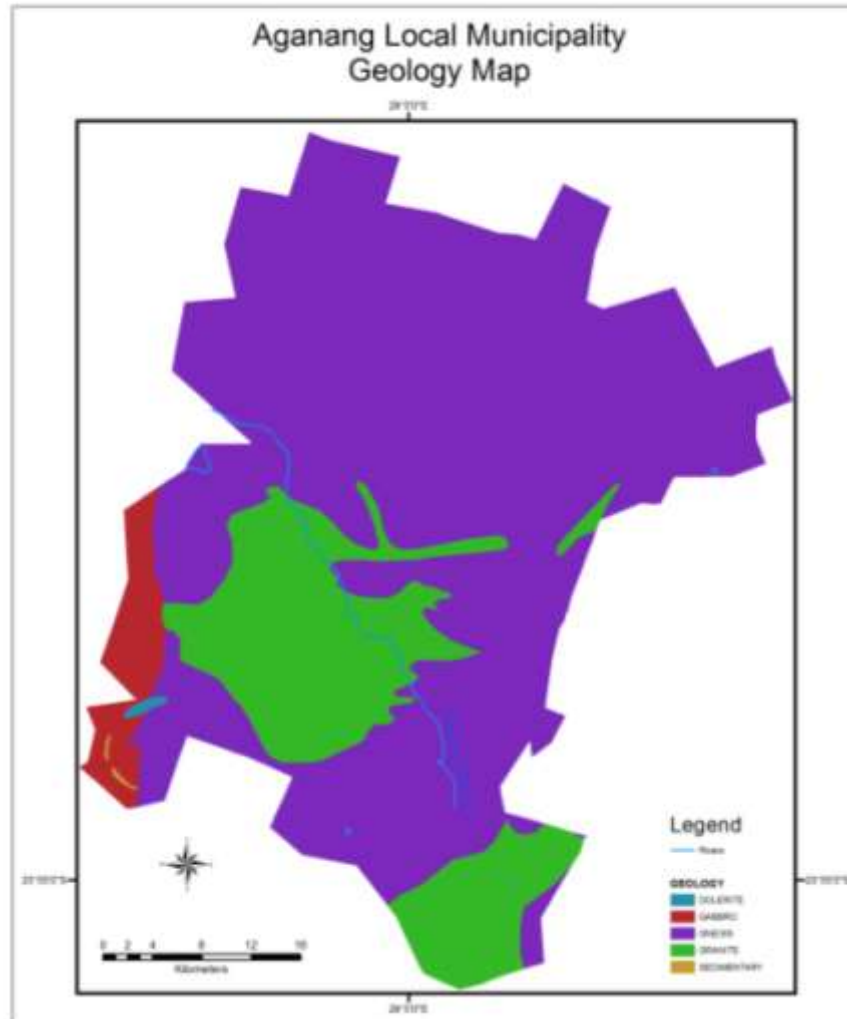 Aganang Local Municipality
Geology Map
Legend
Rivers
GEOLOGY
DOLERITE
GABBRO
GNEISS
GRANITE
SEDIMENTARY
0 2 4 8 12 16
Kilometers